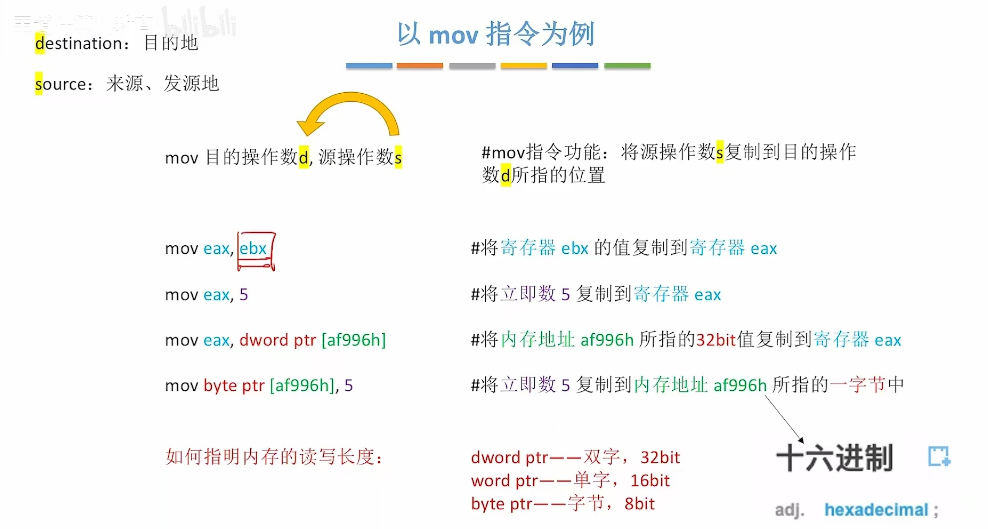 bilibili
以 mov 指令为例
destination：目的地
source：来源、发源地
mov 目的操作数d, 源操作数s
#mov指令功能：将源操作数s复制到目的操作
数d所指的位置
mov eax, ebx
#将寄存器 ebx 的值复制到寄存器 eax
mov eax, 5
#将立即数 5 复制到寄存器 eax
mov eax, dword ptr [af996h]
#将内存地址 af996h 所指的32bit值复制到寄存器 eax
mov byte ptr [af996h], 5
#将立即数 5 复制到内存地址 af996h 所指的一字节中
如何指明内存的读写长度：
dword ptr——双字，32bit
word ptr——单字，16bit
byte ptr——字节，8bit
十六进制
adj. hexadecimal ;